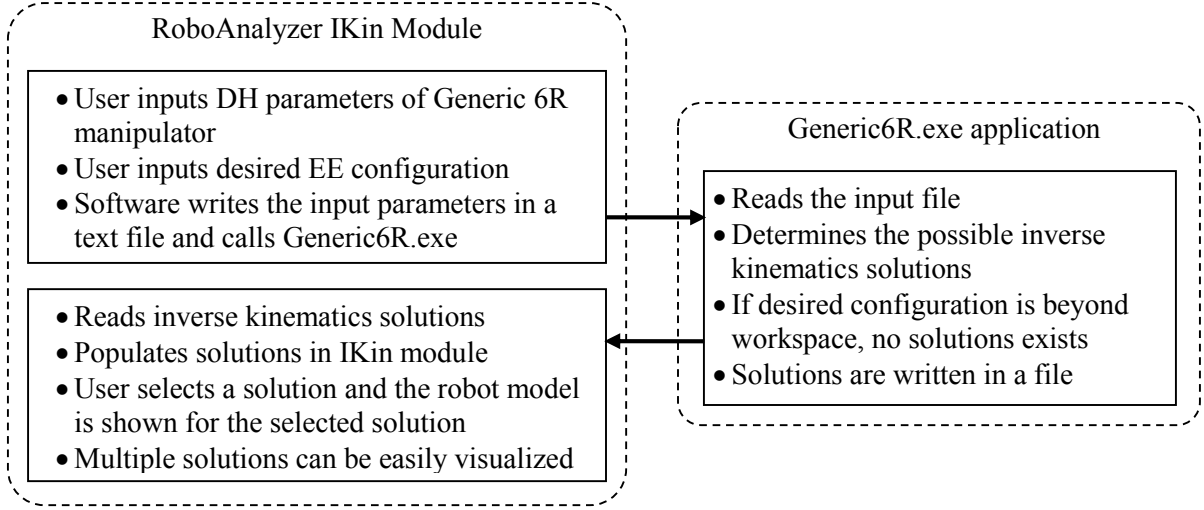 RoboAnalyzer IKin Module
• User inputs DH parameters of Generic 6R
manipulator
• User inputs desired EE configuration
• Software writes the input parameters in a
text file and calls Generic6R.exe
• Reads inverse kinematics solutions
• Populates solutions in IKin module
• User selects a solution and the robot model
is shown for the selected solution
• Multiple solutions can be easily visualized
Generic6R.exe application
• Reads the input file
• Determines the possible inverse
kinematics solutions
• If desired configuration is beyond
workspace, no solutions exists
• Solutions are written in a file